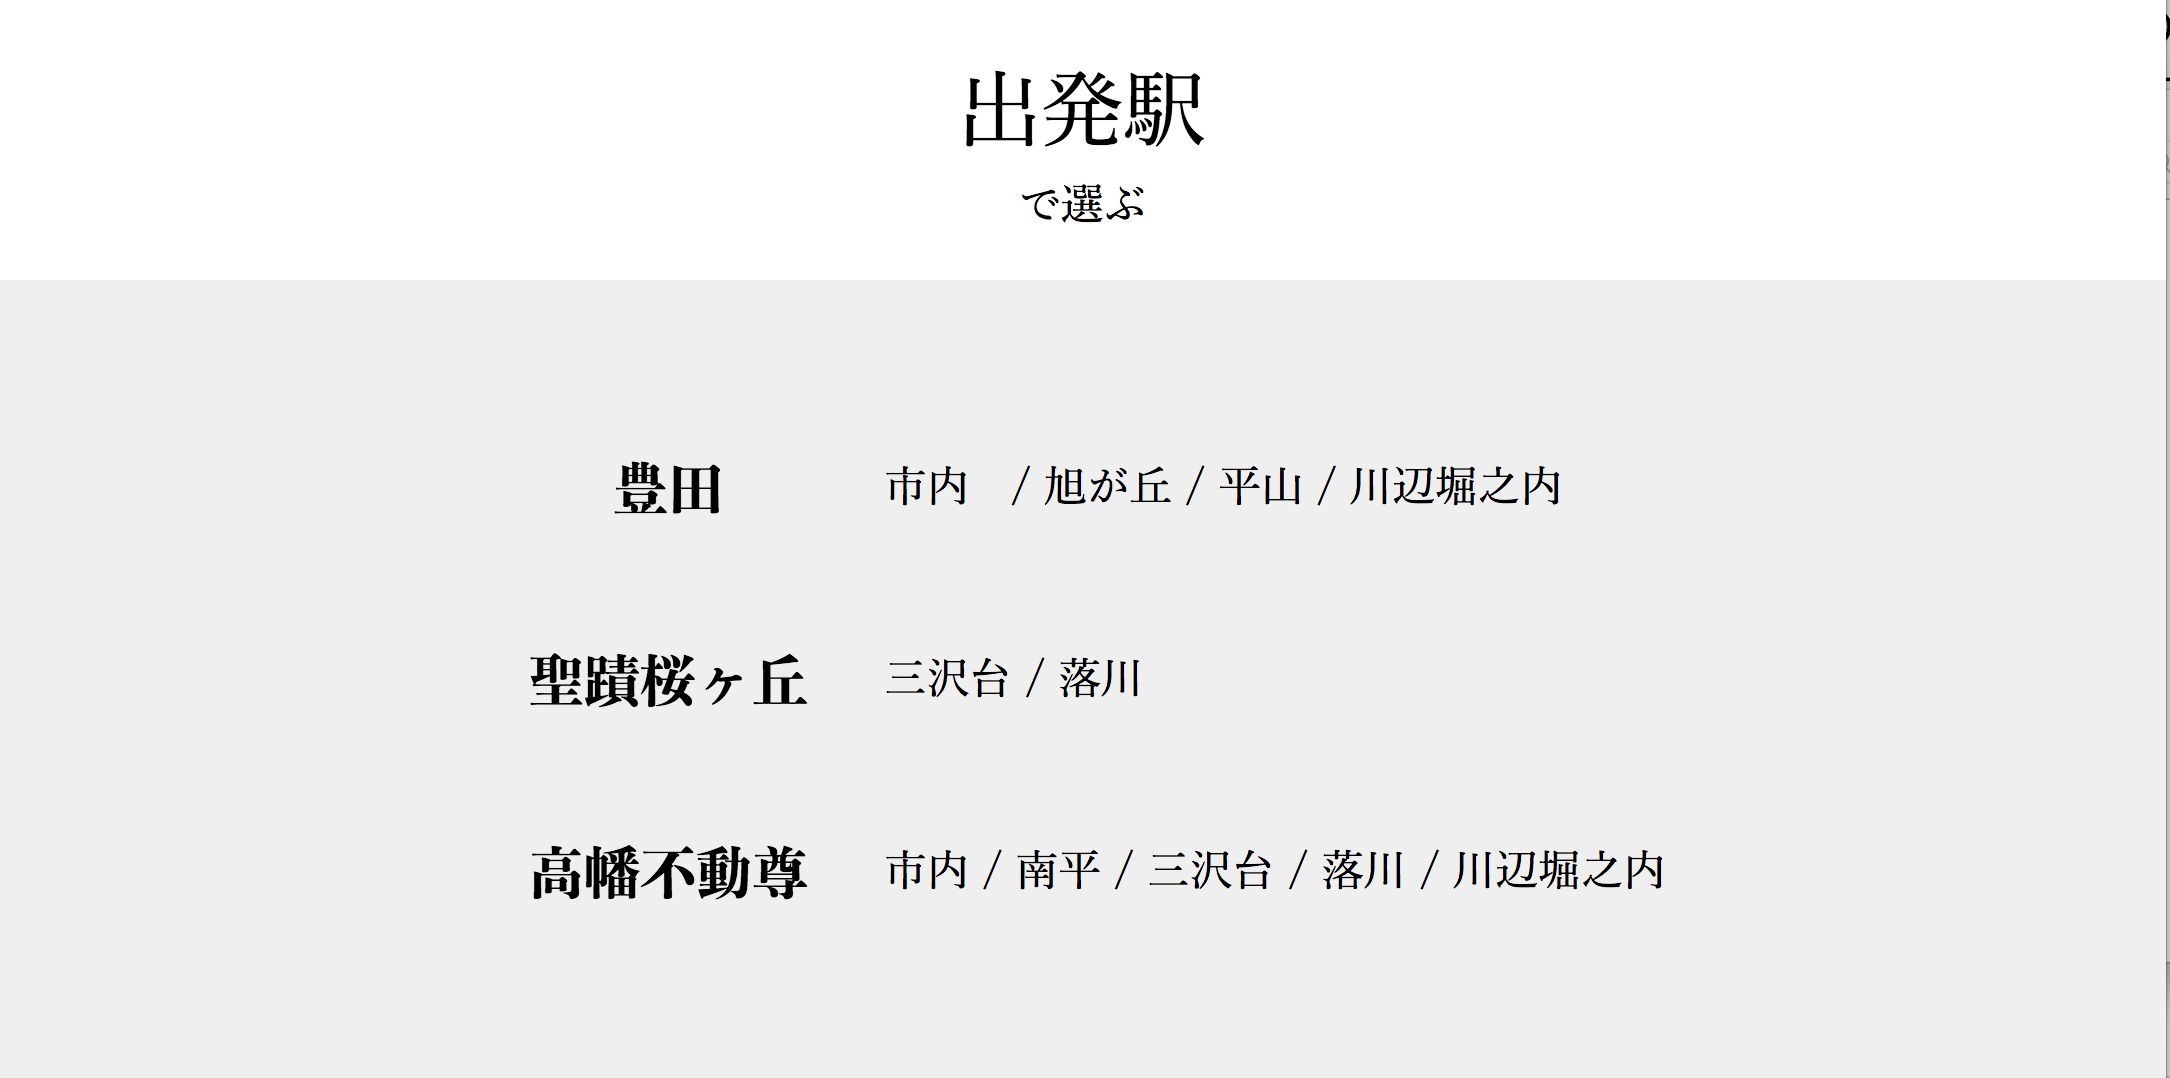 出発駅
で選ぶ
豊田 市内　/ 旭が丘 / 平山 / 川辺堀之内
聖蹟桜ヶ丘 三沢台 / 落川
高幡不動尊 市内 / 南平 / 三沢台 / 落川 / 川辺堀之内